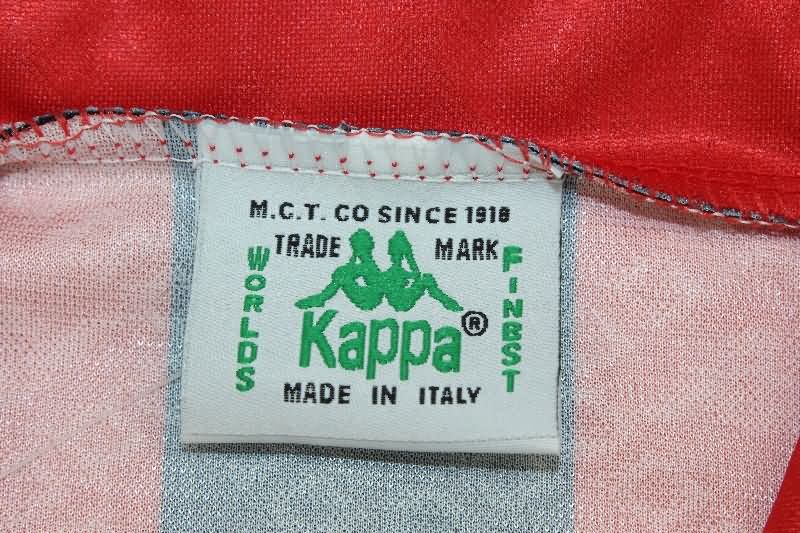 M.C.T. CO SINCE 1918
TRADE MARK
WORLDS
FINEST
Kappa®
MADE IN ITALY